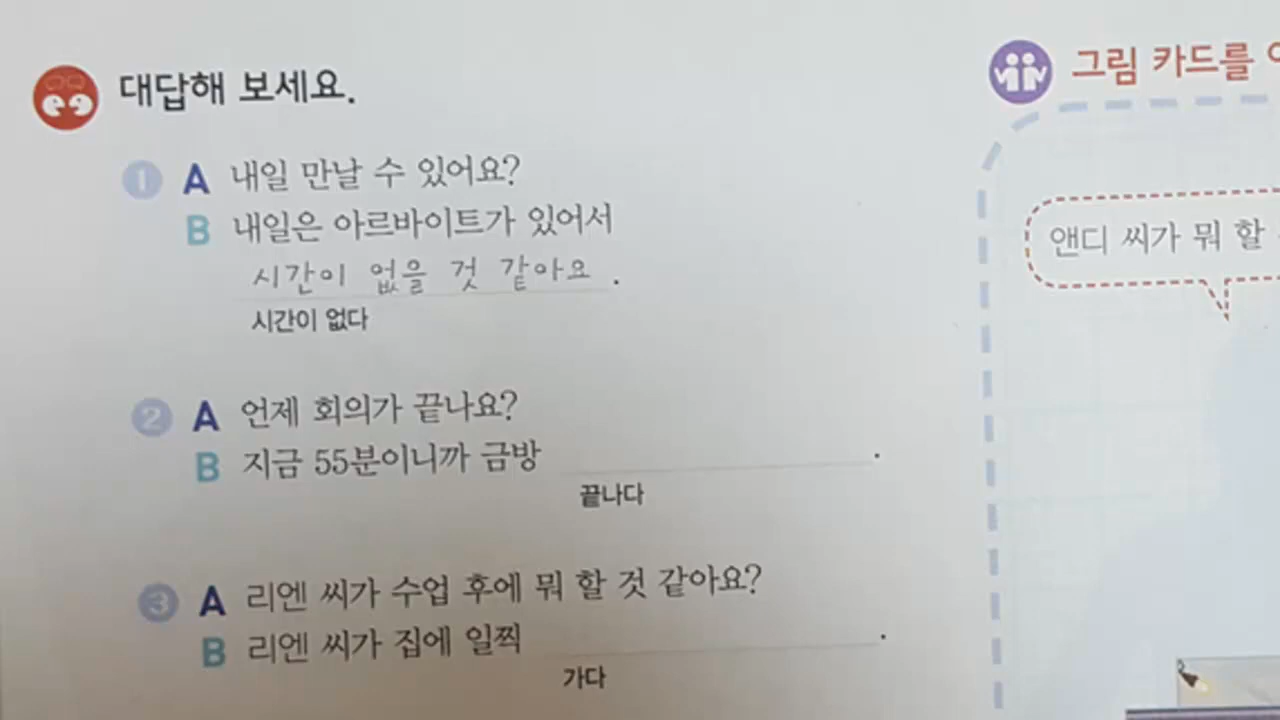 대답해 보세요.
1 A 내일 만날 수 있어요?
B 내일은 아르바이트가 있어서
시간이 없을 것 같아요.
시간이 없다
2 A 언제 회의가 끝나요?
B 지금 55분이니까 금방 .
끝나다
3 A 리엔 씨가 수업 후에 뭐 할 것 같아요?
B 리엔 씨가 집에 일찍 .
가다
그림 카드를
앤디 씨가 뭐 할